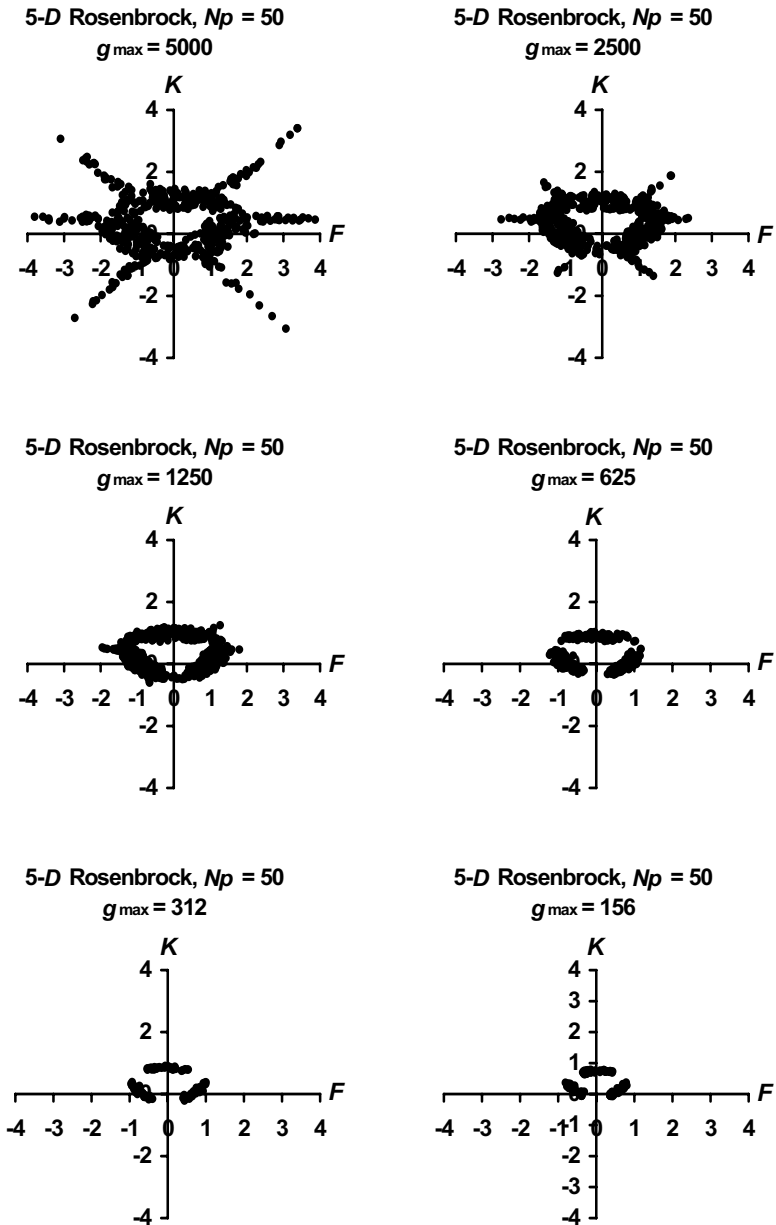 5-D Rosenbrock, Np = 50
gmax = 5000
K
4
2
F
-4 -3 -2 -1 0 1 2 3 4
-2
-4
5-D Rosenbrock, Np = 50
gmax = 2500
K
4
2
F
-4 -3 -2 -1 0 1 2 3 4
-2
-4
5-D Rosenbrock, Np = 50
gmax = 1250
K
4
2
F
-4 -3 -2 -1 0 1 2 3 4
-2
-4
5-D Rosenbrock, Np = 50
gmax = 625
K
4
2
F
-4 -3 -2 -1 0 1 2 3 4
-2
-4
5-D Rosenbrock, Np = 50
gmax = 312
K
4
2
0
F
-4 -3 -2 -1 0 1 2 3 4
-2
-4
5-D Rosenbrock, Np = 50
gmax = 156
K
4
3
2
1
F
-4 -3 -2 -1 0 1 2 3 4
-1
-2
-3
-4